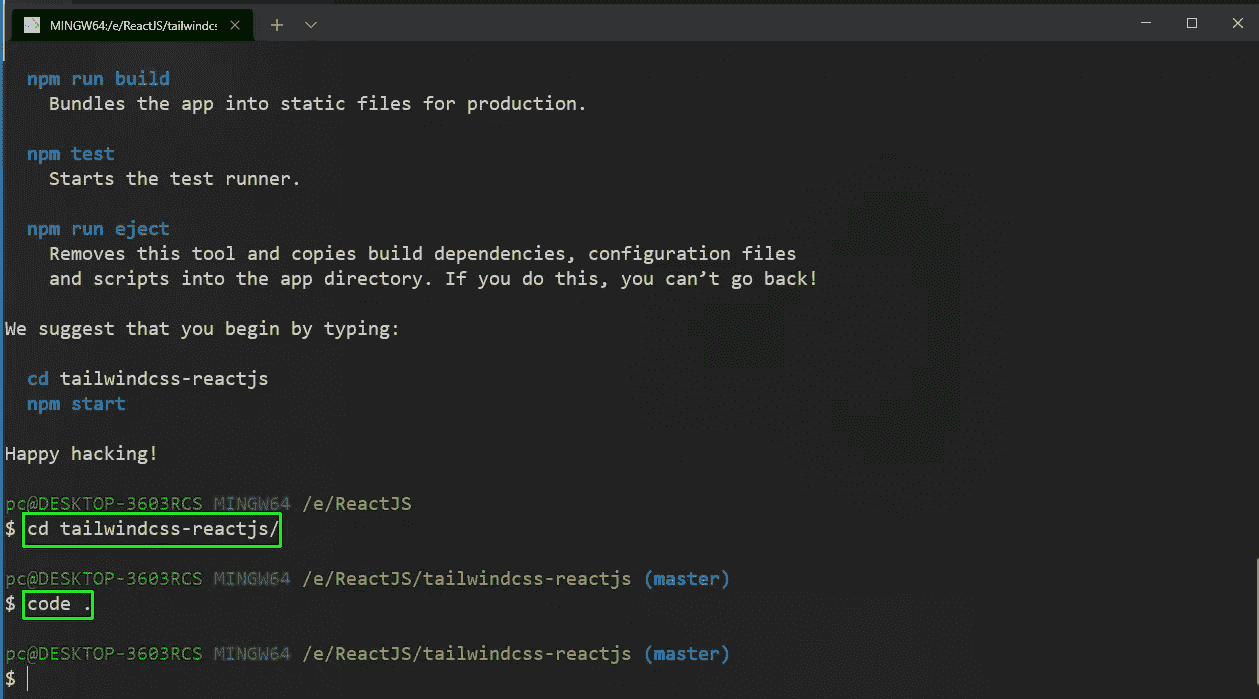 MINGW64:/e/ReactJS/tailwindcs
npm run build
Bundles the app into static files for production.
npm test
Starts the test runner.
npm run eject
Removes this tool and copies build dependencies, configuration files
and scripts into the app directory. If you do this, you can’t go back!
We suggest that you begin by typing:
cd tailwindcss-reactjs
npm start
Happy hacking!
pc@DESKTOP-3603RCS MINGW64 /e/ReactJS
$ cd tailwindcss-reactjs/
pc@DESKTOP-3603RCS MINGW64 /e/ReactJS/tailwindcss-reactjs (master)
$ code .
pc@DESKTOP-3603RCS MINGW64 /e/ReactJS/tailwindcss-reactjs (master)
$